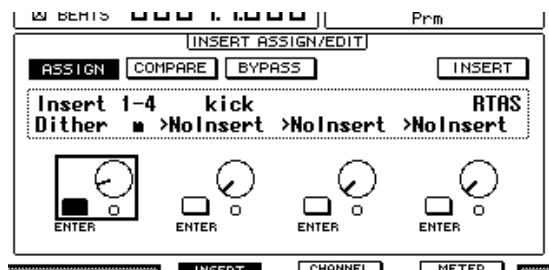 BEATS
Prm
INSERT ASSIGN/EDIT
ASSIGN COMPARE BYPASS INSERT
Insert 1-4 kick RTAS
Dither m >NoInsert >NoInsert >NoInsert
ENTER ENTER ENTER ENTER
INSERT CHANNEL METER